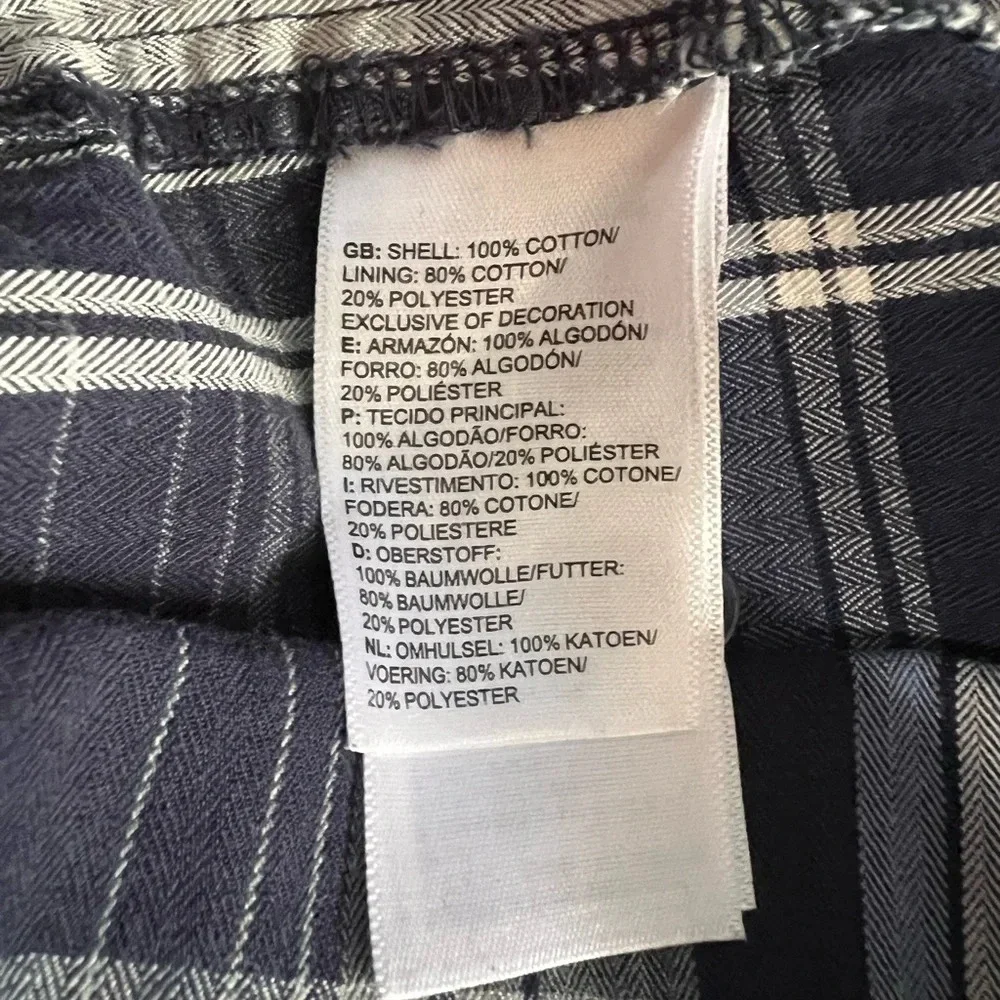 GB: SHELL: 100% COTTON/
LINING: 80% COTTON/
20% POLYESTER
EXCLUSIVE OF DECORATION
E: ARMAZÓN: 100% ALGODÓN/
FORRO: 80% ALGODÓN/
20% POLIÉSTER
P: TECIDO PRINCIPAL:
100% ALGODÃO/FORRO:
80% ALGODÃO/20% POLIÉSTER
I: RIVESTIMENTO: 100% COTONE/
FODERA: 80% COTONE/
20% POLIESTERE
D: OBERSTOFF:
100% BAUMWOLLE/FUTTER:
80% BAUMWOLLE/
20% POLYESTER
NL: OMHULSEL: 100% KATOEN/
VOERING: 80% KATOEN/
20% POLYESTER